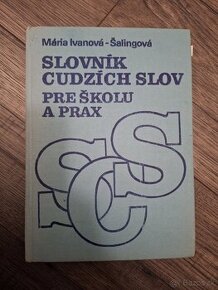 Mária Ivanová-Šalingová
SLOVNÍK
CUDZÍCH SLOV
PRE ŠKOLU
A PRAX
SCS